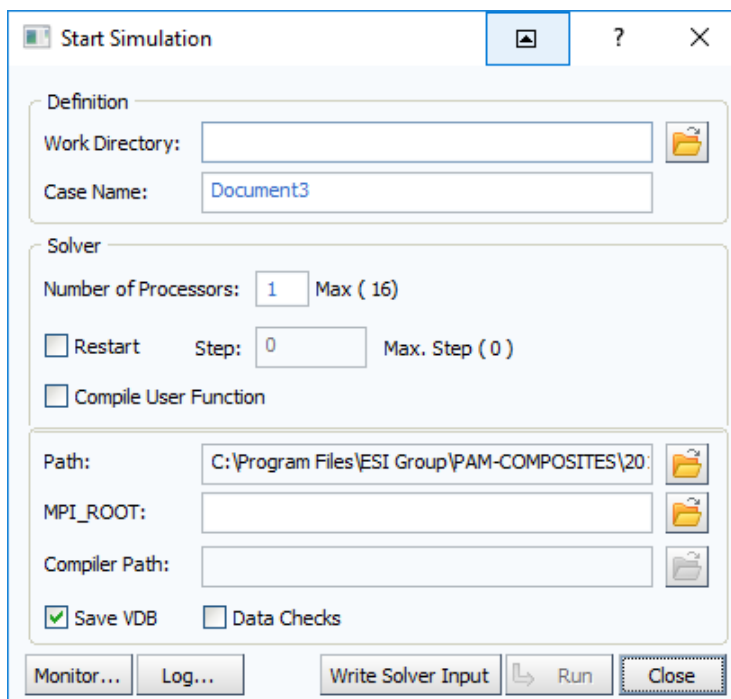 Start Simulation ?
Definition
Work Directory:
Case Name: Document3
Solver
Number of Processors: 1 Max ( 16)
Restart Step: 0 Max. Step ( 0 )
Compile User Function
Path: C:\Program Files\ESI Group\PAM-COMPOSITES\20
MPI_ROOT:
Compiler Path:
Save VDB Data Checks
Monitor... Log... Write Solver Input Run Close